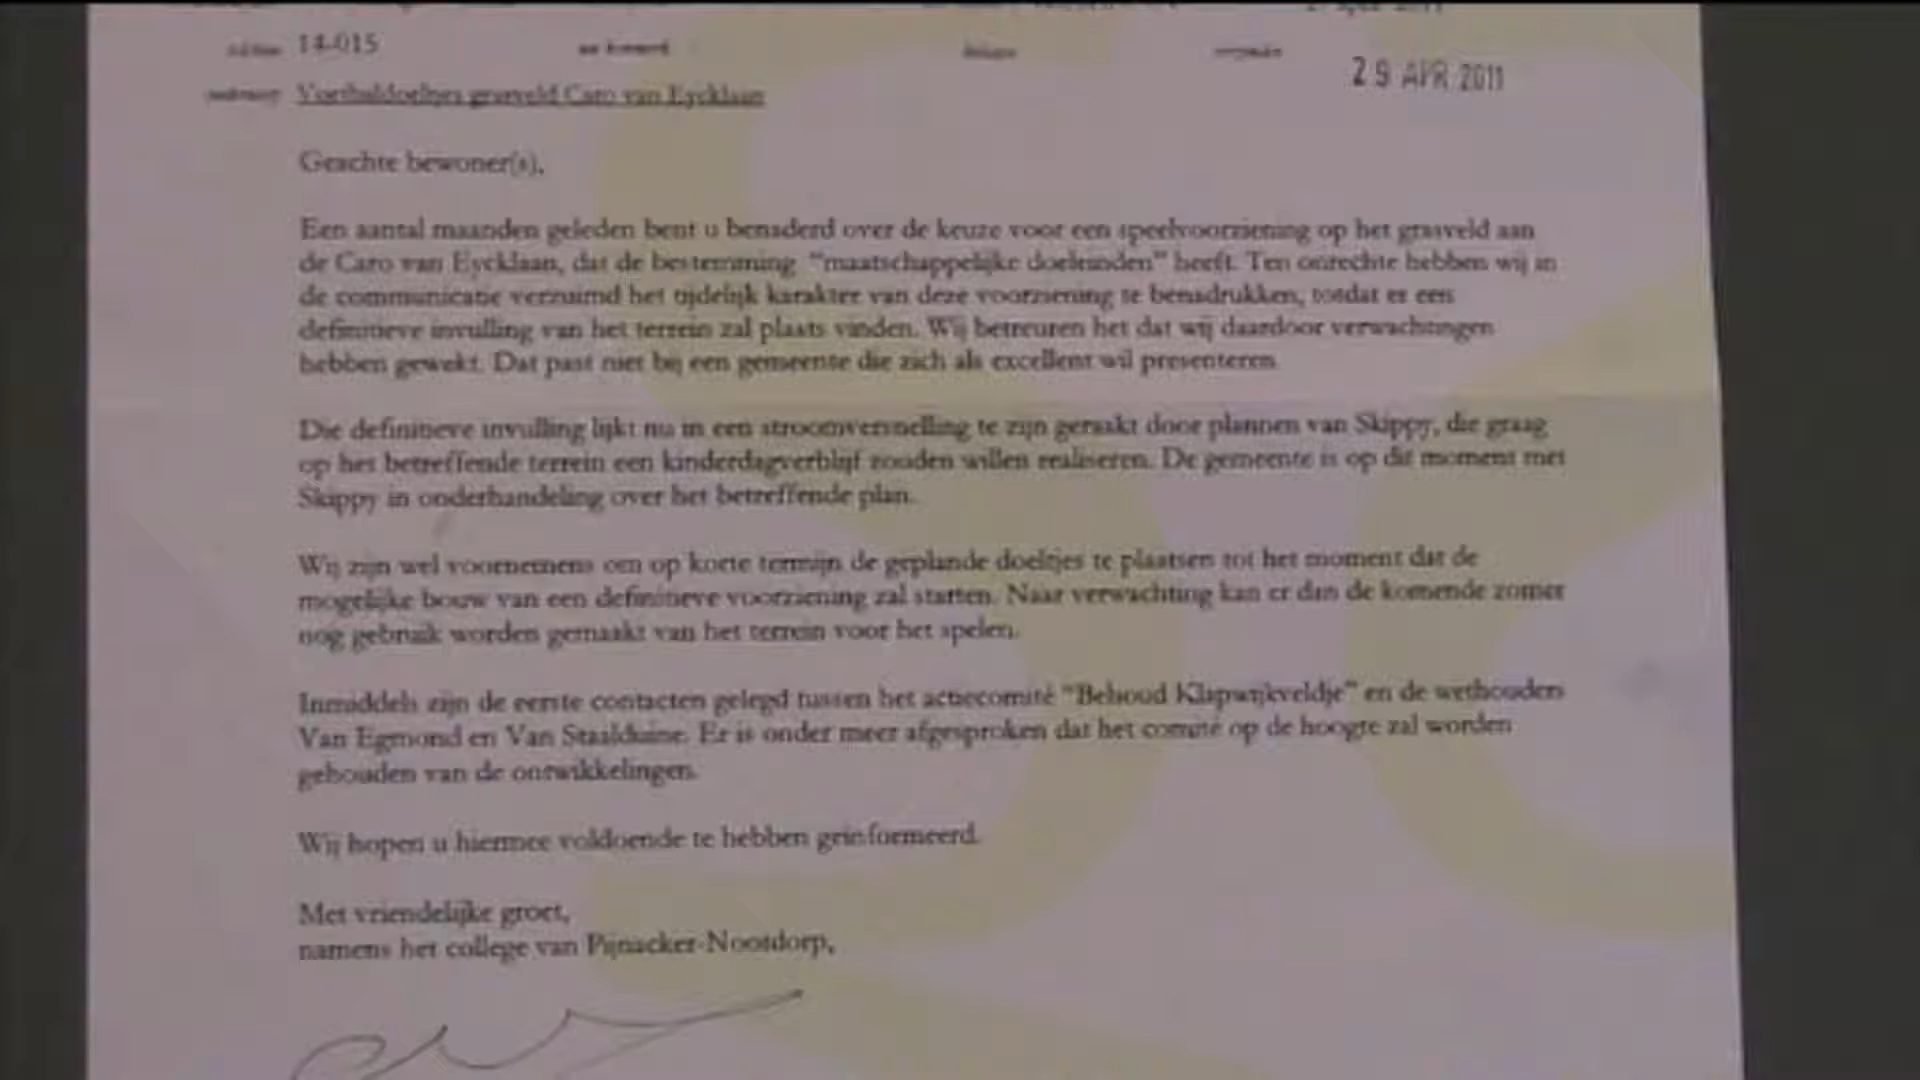 14-015
29 APR 2011
Voetbaldoeltjes grasveld Caro van Eycklaan
Geachte bewoner(s),
Een aantal maanden geleden bent u benaderd over de keuze voor een speelvoorziening op het grasveld aan
de Caro van Eycklaan, dat de bestemming "maatschappelijke doeleinden" heeft. Ten onrechte hebben wij in
de communicatie verzuimd het tijdelijk karakter van deze voorziening te benadrukken, totdat er een
definitieve invulling van het terrein zal plaats vinden. Wij betreuren het dat wij daardoor verwachtingen
hebben gewekt. Dat past niet bij een gemeente die zich als excellent wil presenteren.
Die definitieve invulling lijkt nu in een stroomversnelling te zijn geraakt door plannen van Skippy, die graag
op het betreffende terrein een kinderdagverblijf zouden willen realiseren. De gemeente is op dit moment met
Skippy in onderhandeling over het betreffende plan.
Wij zijn wel voornemens om op korte termijn de geplande doeltjes te plaatsen tot het moment dat de
mogelijke bouw van een definitieve voorziening zal starten. Naar verwachting kan er dan de komende zomer
nog gebruik worden gemaakt van het terrein voor het spelen.
Inmiddels zijn de eerste contacten gelegd tussen het actiecomité "Behoud Klapwijkveldje" en de wethouders
Van Egmond en Van Staalduine. Er is onder meer afgesproken dat het comité op de hoogte zal worden
gehouden van de ontwikkelingen.
Wij hopen u hiermee voldoende te hebben geïnformeerd.
Met vriendelijke groet,
namens het college van Pijnacker-Nootdorp,